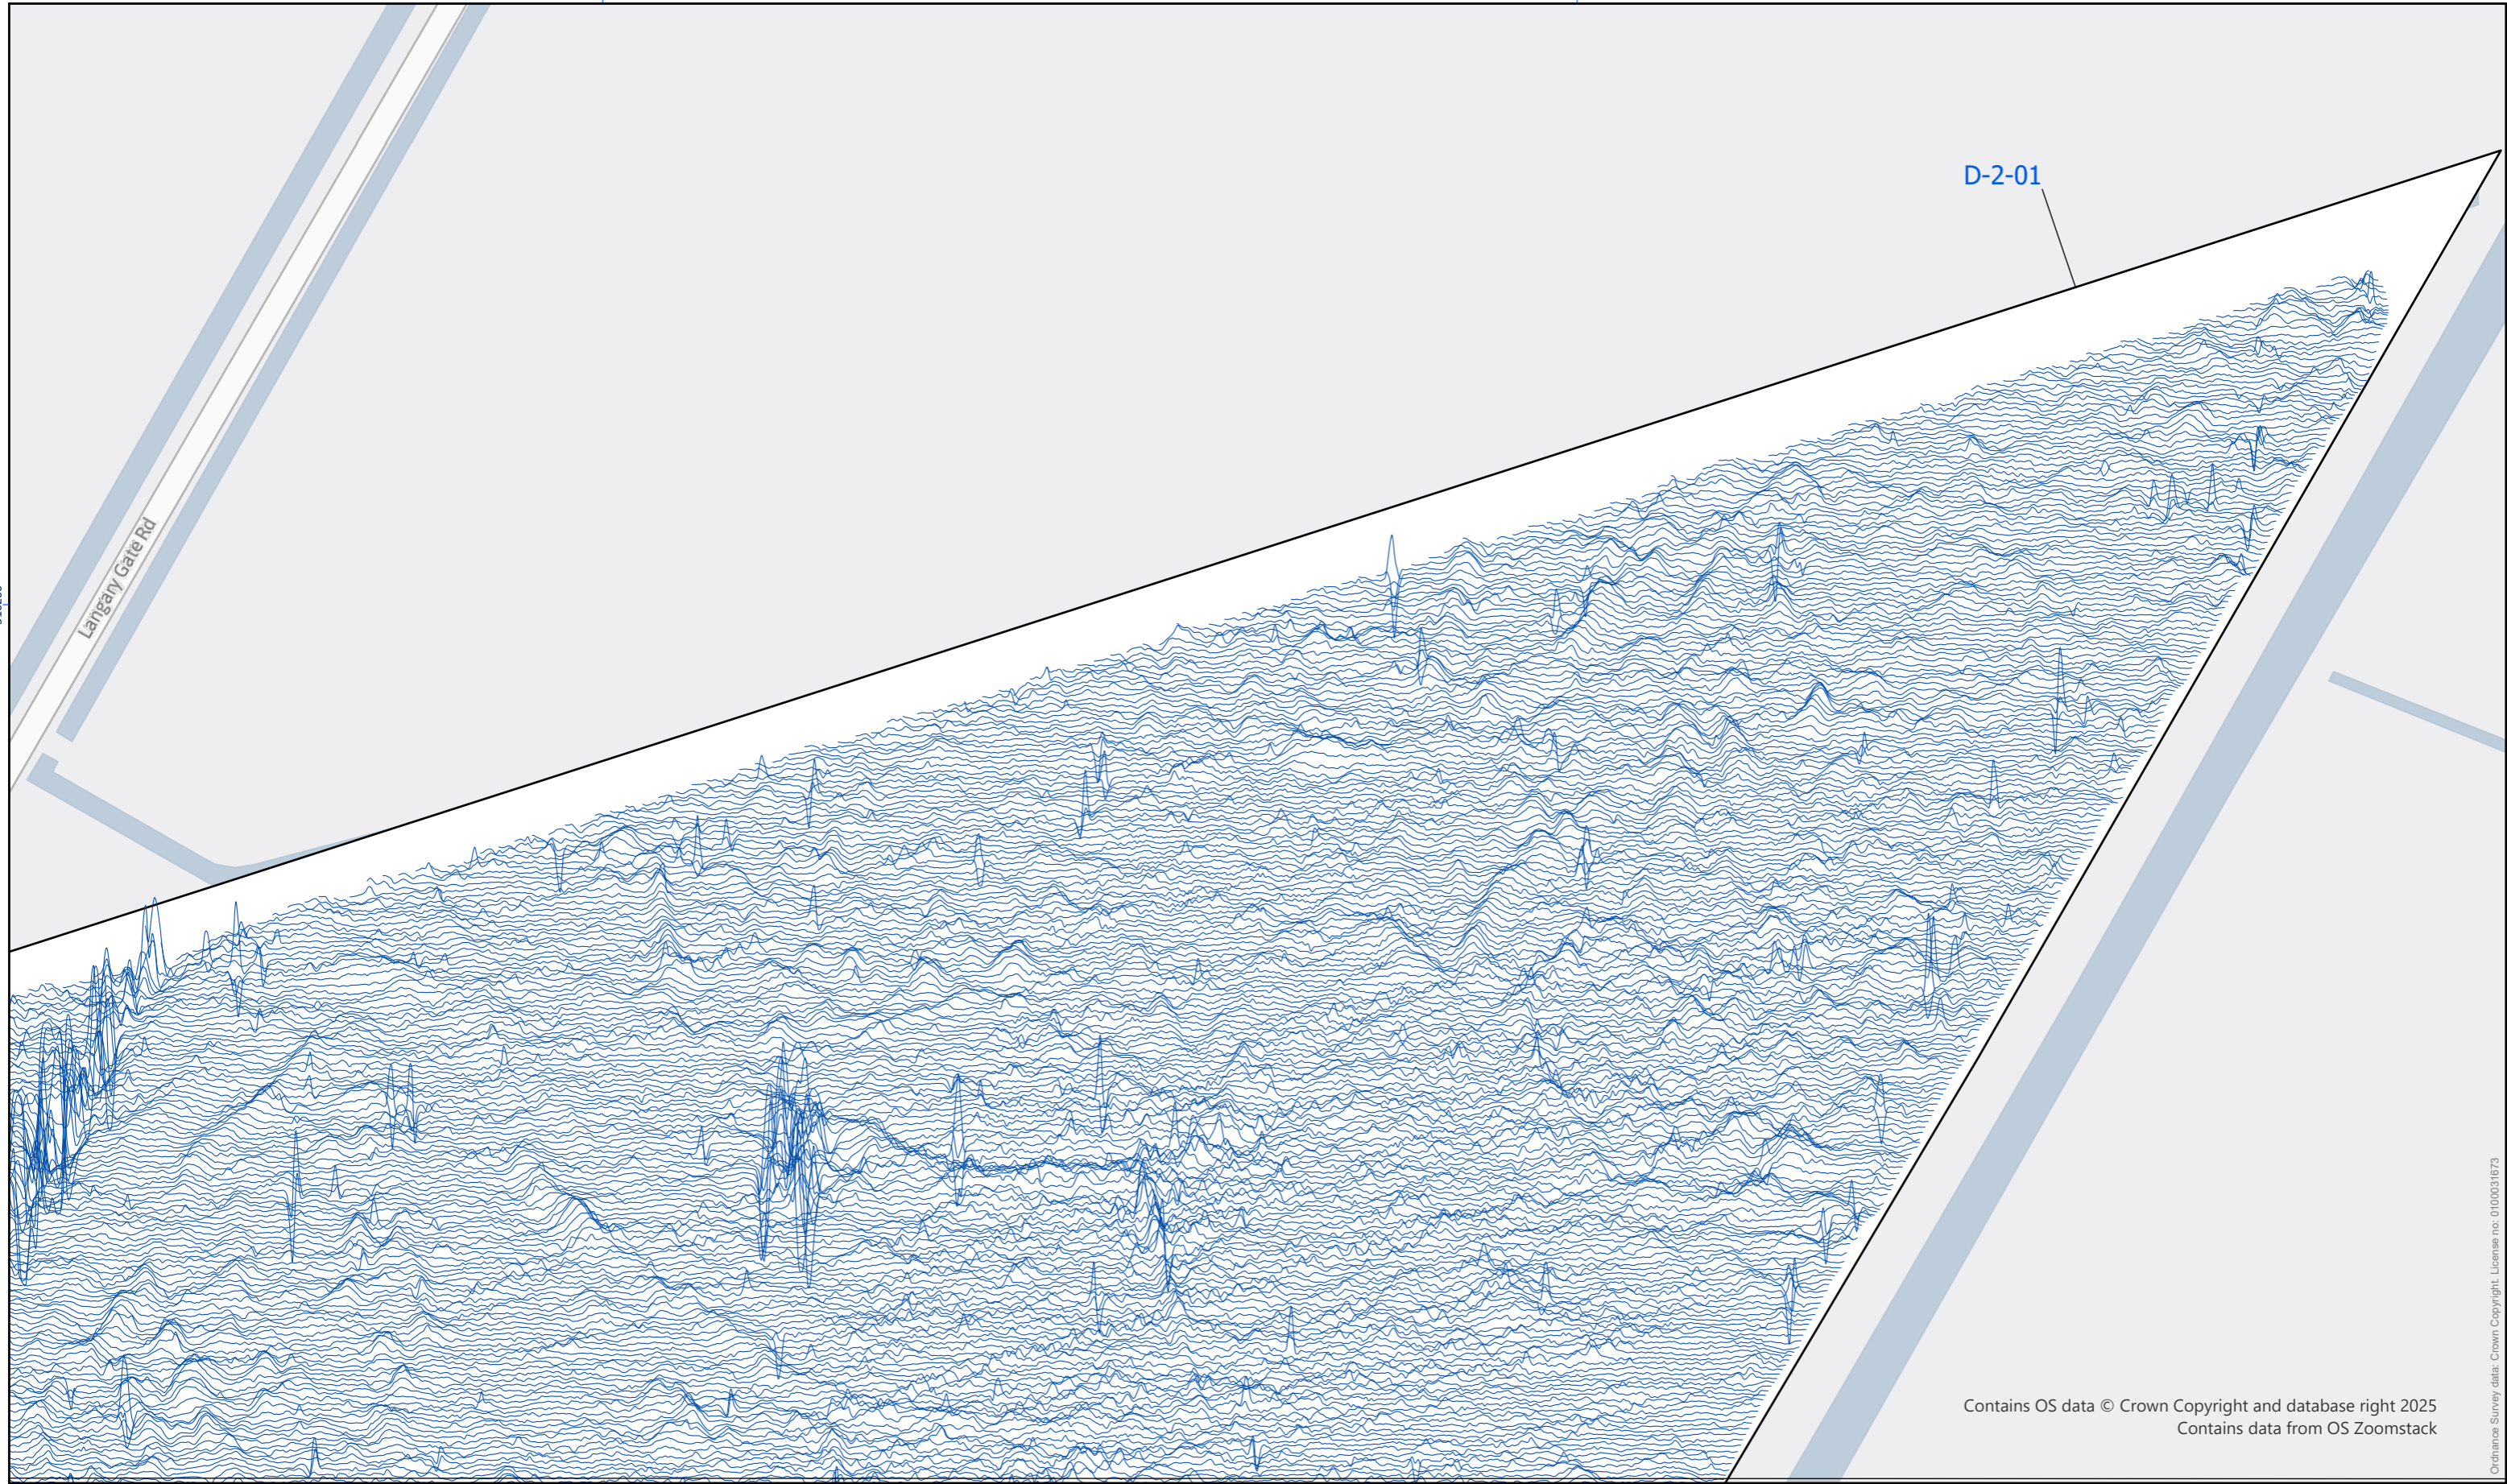 D-2-01
Langary Gate Rd
Contains OS data © Crown Copyright and database right 2025
Contains data from OS Zoomstack
Ordnance Survey data: Crown Copyright. License no: 0100031673